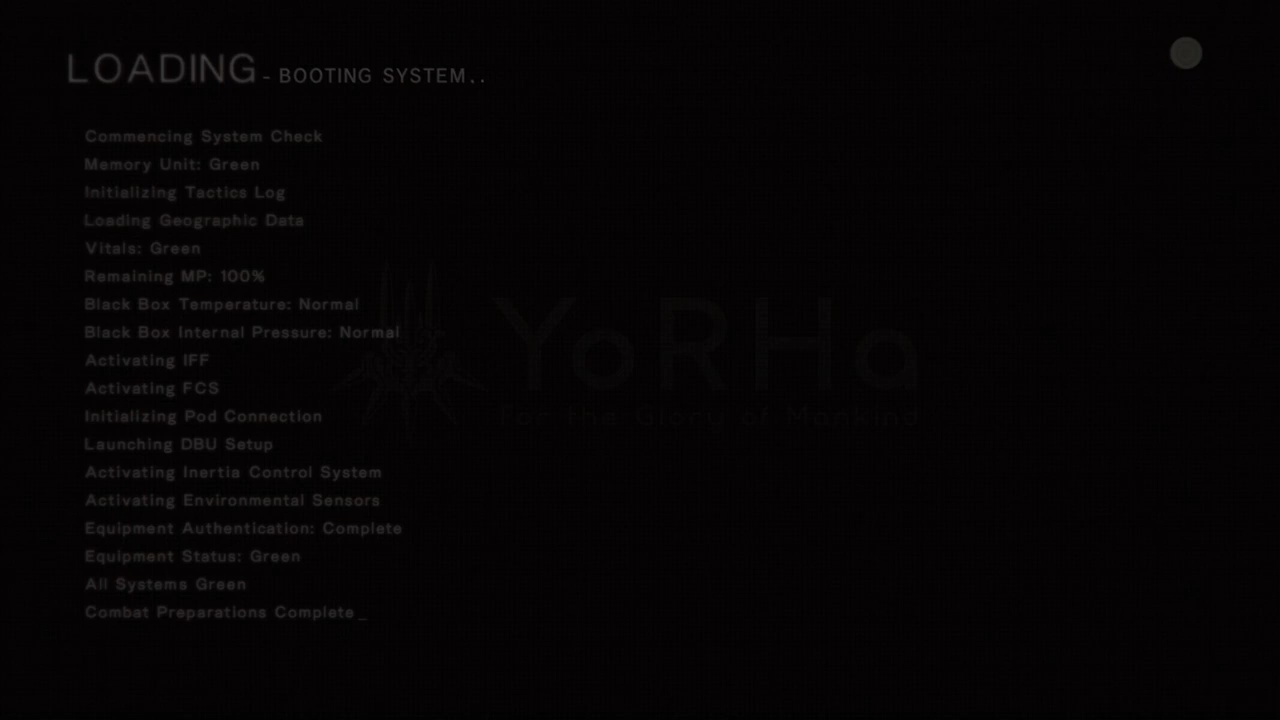 LOADING - BOOTING SYSTEM..
Commencing System Check
Memory Unit: Green
Initializing Tactics Log
Loading Geographic Data
Vitals: Green
Remaining MP: 100%
Black Box Temperature: Normal
Black Box Internal Pressure: Normal
Activating IFF
Activating FCS
Initializing Pod Connection
Launching DBU Setup
Activating Inertia Control System
Activating Environmental Sensors
Equipment Authentication: Complete
Equipment Status: Green
All Systems Green
Combat Preparations Complete_
YoRHa
For the Glory of Mankind